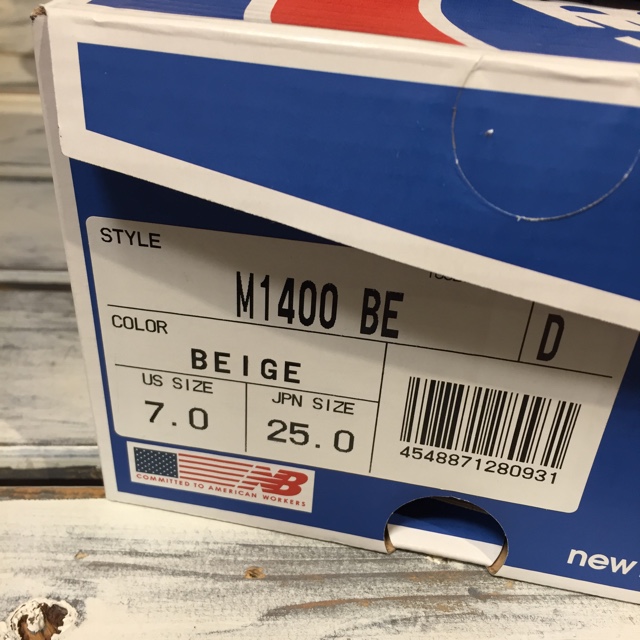 STYLE
M1400 BE
D
COLOR
BEIGE
US SIZE
7.0
JPN SIZE
25.0
4548871280931
NB
COMMITTED TO AMERICAN WORKERS
new